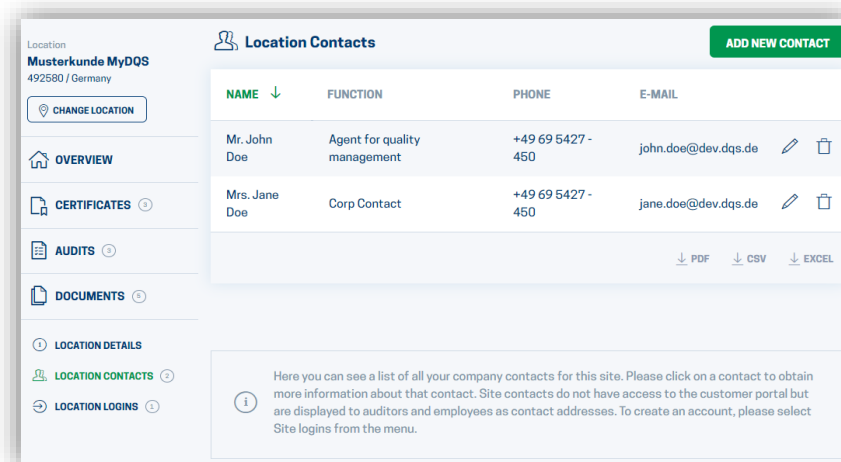 Location
Musterkunde MyDQS
492580 / Germany
CHANGE LOCATION
OVERVIEW
CERTIFICATES 3
AUDITS 3
DOCUMENTS 5
LOCATION DETAILS
LOCATION CONTACTS 2
LOCATION LOGINS 1
Location Contacts
ADD NEW CONTACT
NAME FUNCTION PHONE E-MAIL
Mr. John Doe Agent for quality management +49 69 5427 - 450 john.doe@dev.dqs.de
Mrs. Jane Doe Corp Contact +49 69 5427 - 450 jane.doe@dev.dqs.de
PDF CSV EXCEL
Here you can see a list of all your company contacts for this site. Please click on a contact to obtain
more information about that contact. Site contacts do not have access to the customer portal but
are displayed to auditors and employees as contact addresses. To create an account, please select
Site logins from the menu.